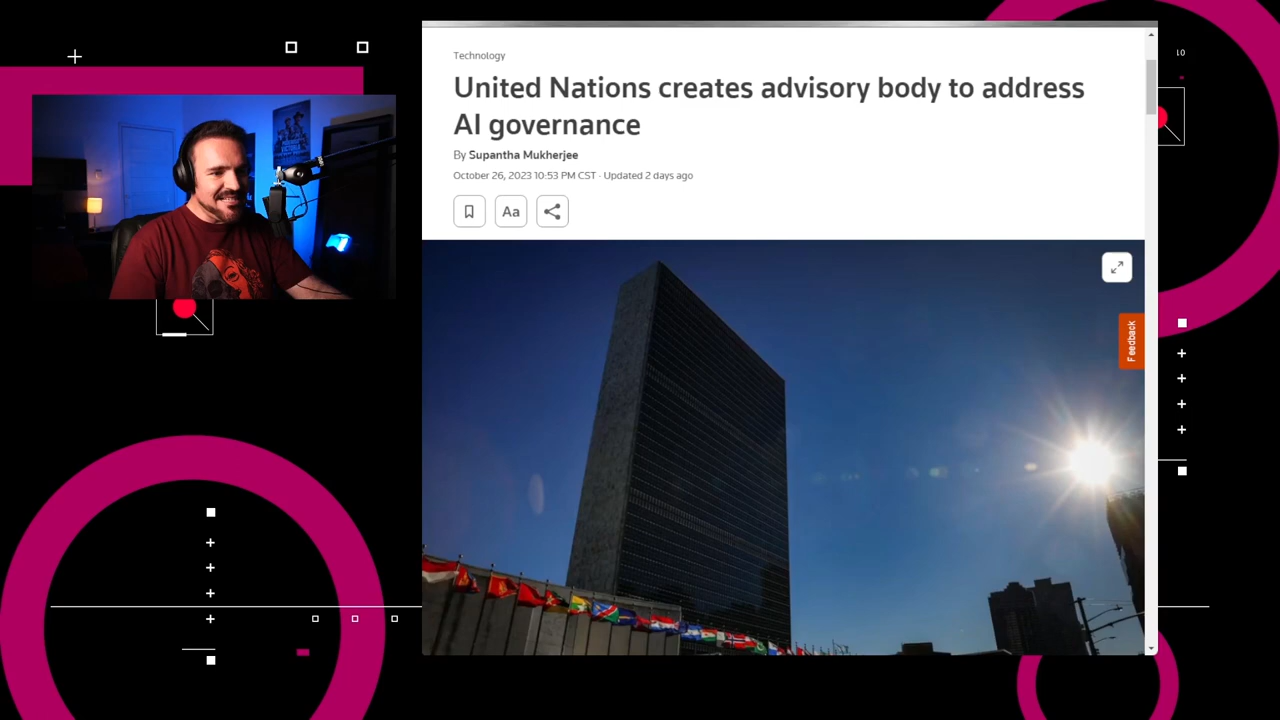 Technology
United Nations creates advisory body to address
AI governance
By Supantha Mukherjee
October 26, 2023 10:53 PM CST · Updated 2 days ago
Aa
Feedback
10